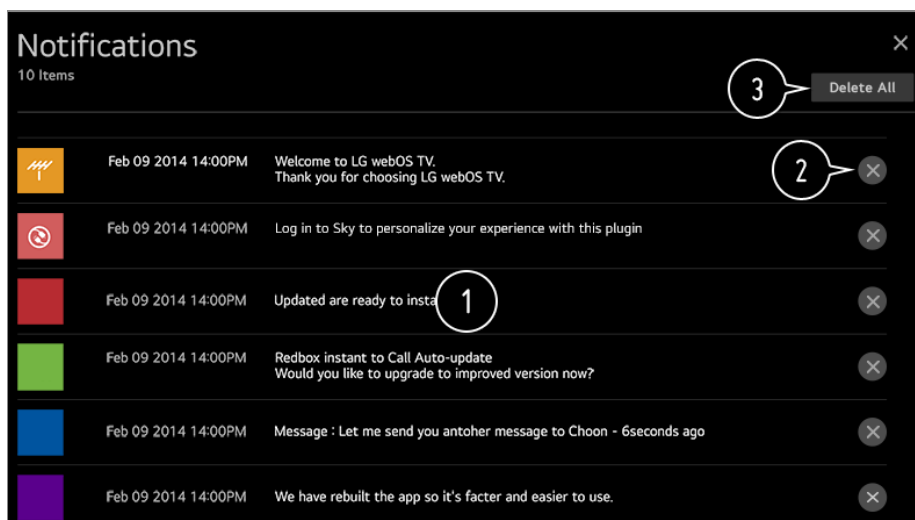 Notifications
10 Items
3
Delete All
Feb 09 2014 14:00PM
Welcome to LG webOS TV.
Thank you for choosing LG webOS TV.
2
Feb 09 2014 14:00PM
Log in to Sky to personalize your experience with this plugin
Feb 09 2014 14:00PM
Updated are ready to insta
1
Feb 09 2014 14:00PM
Redbox instant to Call Auto-update
Would you like to upgrade to improved version now?
Feb 09 2014 14:00PM
Message : Let me send you antoher message to Choon - 6seconds ago
Feb 09 2014 14:00PM
We have rebuilt the app so it's facter and easier to use.